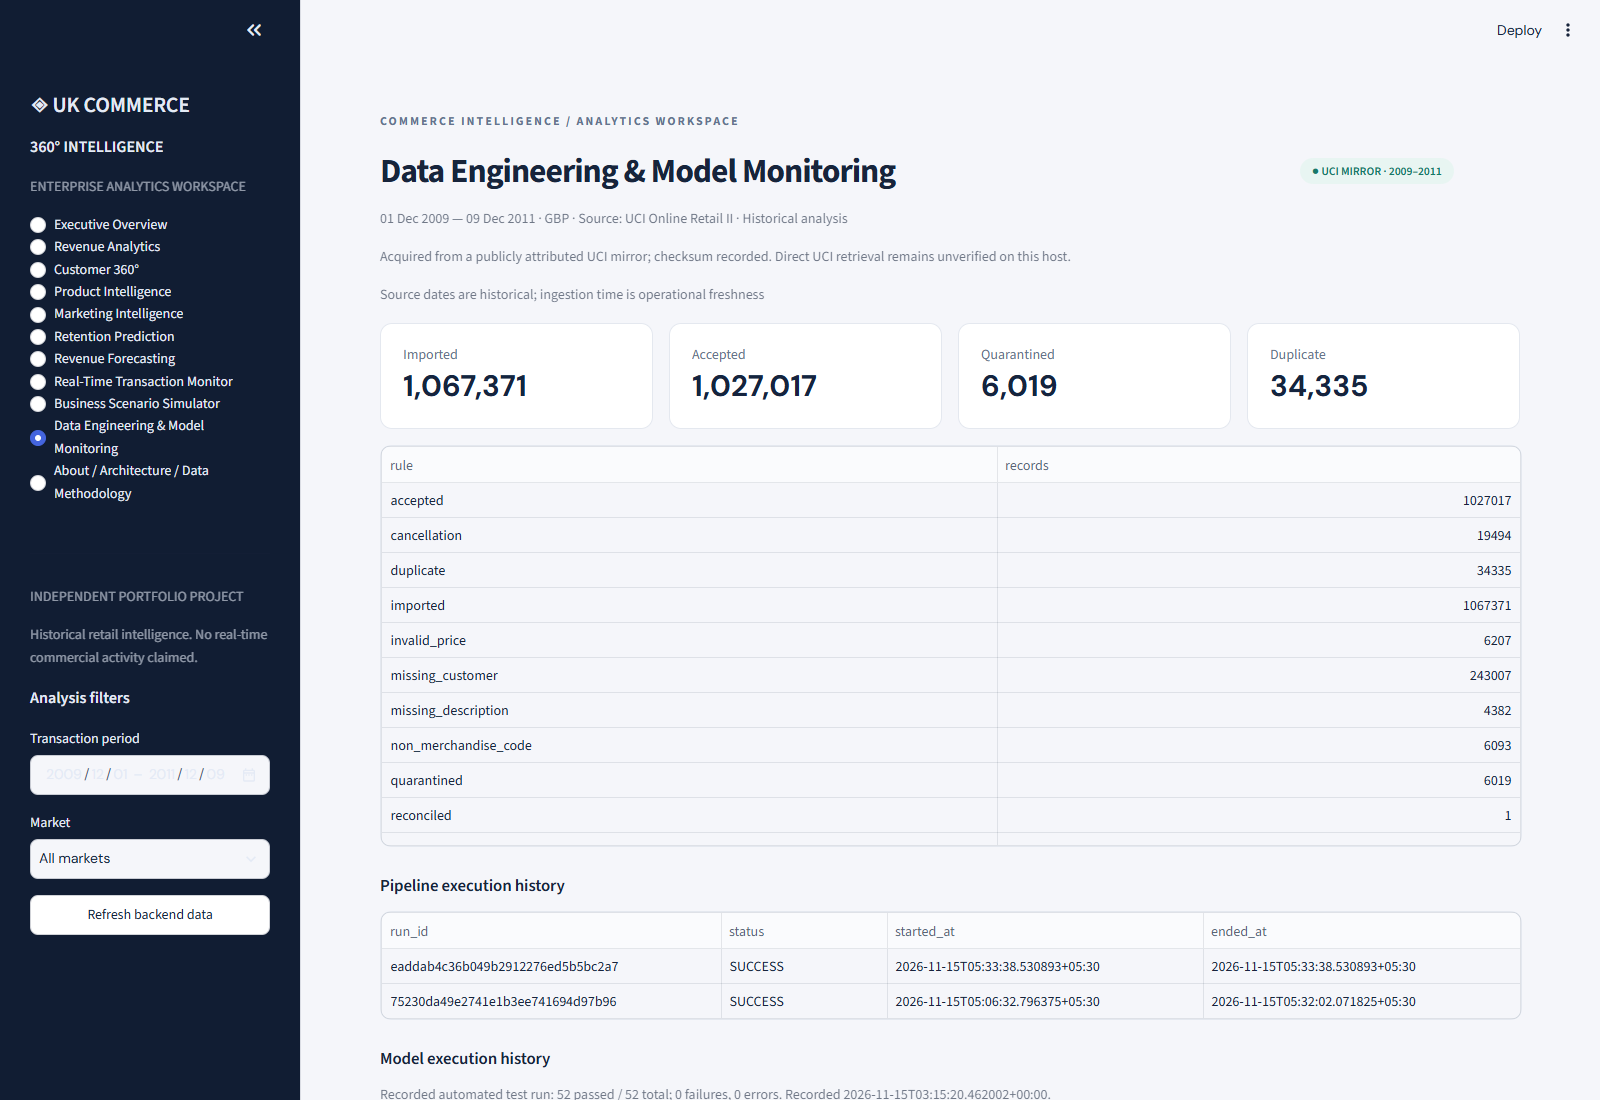 Deploy
◈ UK COMMERCE
360° INTELLIGENCE
ENTERPRISE ANALYTICS WORKSPACE
Executive Overview
Revenue Analytics
Customer 360°
Product Intelligence
Marketing Intelligence
Retention Prediction
Revenue Forecasting
Real-Time Transaction Monitor
Business Scenario Simulator
Data Engineering & Model
Monitoring
About / Architecture / Data
Methodology
INDEPENDENT PORTFOLIO PROJECT
Historical retail intelligence. No real-time
commercial activity claimed.
Analysis filters
Transaction period
2009/12/01 – 2011/12/09
Market
All markets
Refresh backend data
COMMERCE INTELLIGENCE / ANALYTICS WORKSPACE
Data Engineering & Model Monitoring
● UCI MIRROR · 2009–2011
01 Dec 2009 — 09 Dec 2011 · GBP · Source: UCI Online Retail II · Historical analysis
Acquired from a publicly attributed UCI mirror; checksum recorded. Direct UCI retrieval remains unverified on this host.
Source dates are historical; ingestion time is operational freshness
Imported
1,067,371
Accepted
1,027,017
Quarantined
6,019
Duplicate
34,335
rule records
accepted 1027017
cancellation 19494
duplicate 34335
imported 1067371
invalid_price 6207
missing_customer 243007
missing_description 4382
non_merchandise_code 6093
quarantined 6019
reconciled 1
Pipeline execution history
run_id status started_at ended_at
eaddab4c36b049b2912276ed5b5bc2a7 SUCCESS 2026-11-15T05:33:38.530893+05:30 2026-11-15T05:33:38.530893+05:30
75230da49e2741e1b3ee741694d97b96 SUCCESS 2026-11-15T05:06:32.796375+05:30 2026-11-15T05:32:02.071825+05:30
Model execution history
Recorded automated test run: 52 passed / 52 total; 0 failures, 0 errors. Recorded 2026-11-15T03:15:20.462002+00:00.